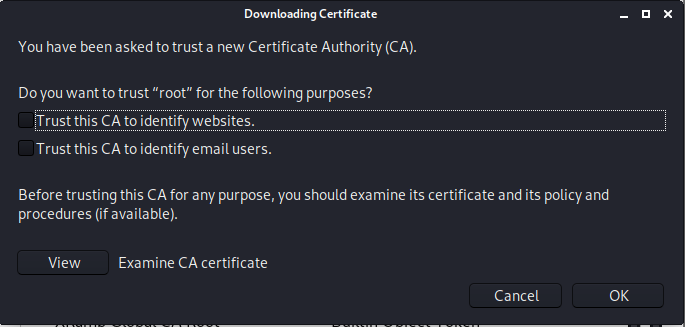 Downloading Certificate
You have been asked to trust a new Certificate Authority (CA).
Do you want to trust “root” for the following purposes?
Trust this CA to identify websites.
Trust this CA to identify email users.
Before trusting this CA for any purpose, you should examine its certificate and its policy and
procedures (if available).
View Examine CA certificate
Cancel OK